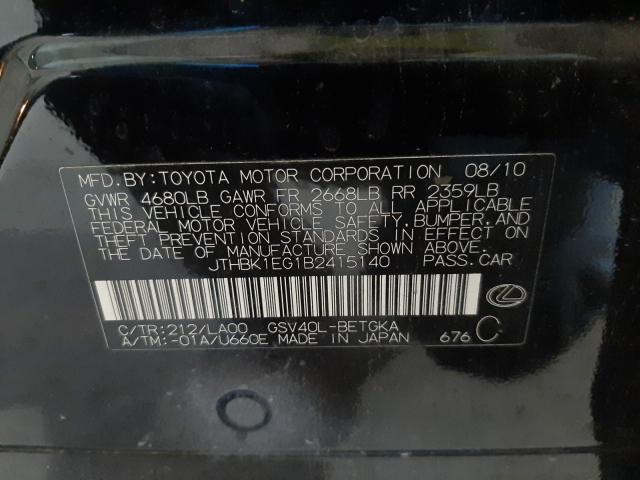 MFD.BY:TOYOTA MOTOR CORPORATION 08/10
GVWR 4680LB GAWR FR 2668LB RR 2359LB
THIS VEHICLE CONFORMS TO ALL APPLICABLE
FEDERAL MOTOR VEHICLE SAFETY, BUMPER, AND
THEFT PREVENTION STANDARDS IN EFFECT ON
THE DATE OF MANUFACTURE SHOWN ABOVE.
JTHBK1EG1B2415140 PASS.CAR
C/TR:212/LA00 GSV40L-BETGKA
A/TM:-01A/U660E MADE IN JAPAN 676 C